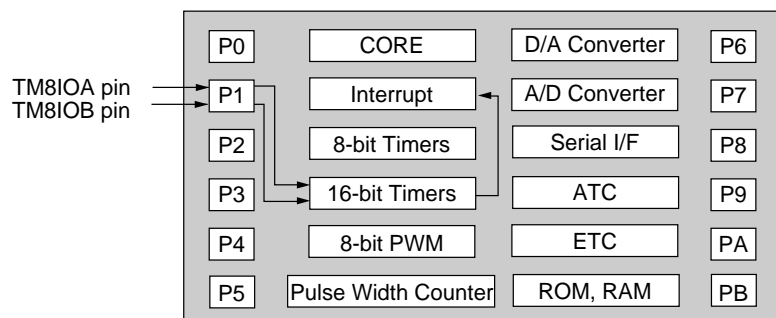 P0 CORE D/A Converter P6
TM8IOA pin P1 Interrupt A/D Converter P7
TM8IOB pin
P2 8-bit Timers Serial I/F P8
P3 16-bit Timers ATC P9
P4 8-bit PWM ETC PA
P5 Pulse Width Counter ROM, RAM PB